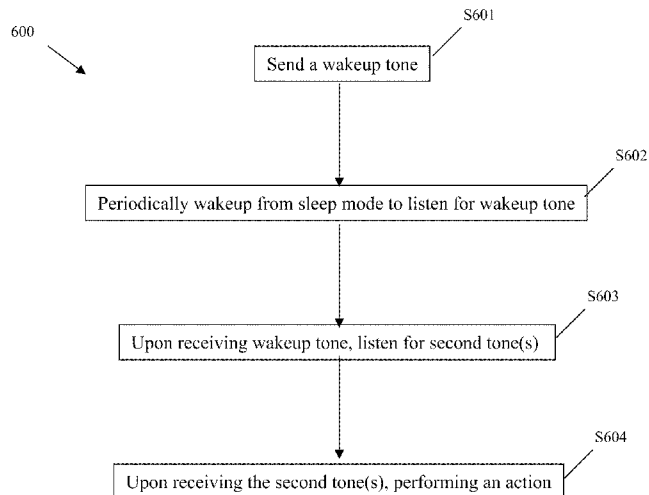 600
S601
Send a wakeup tone
S602
Periodically wakeup from sleep mode to listen for wakeup tone
S603
Upon receiving wakeup tone, listen for second tone(s)
S604
Upon receiving the second tone(s), performing an action